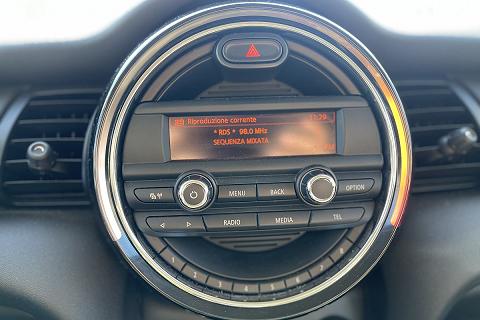 Riproduzione corrente 11:29
* RDS * 98.0 MHz
SEQUENZA MIXATA
MENU BACK OPTION
RADIO MEDIA TEL